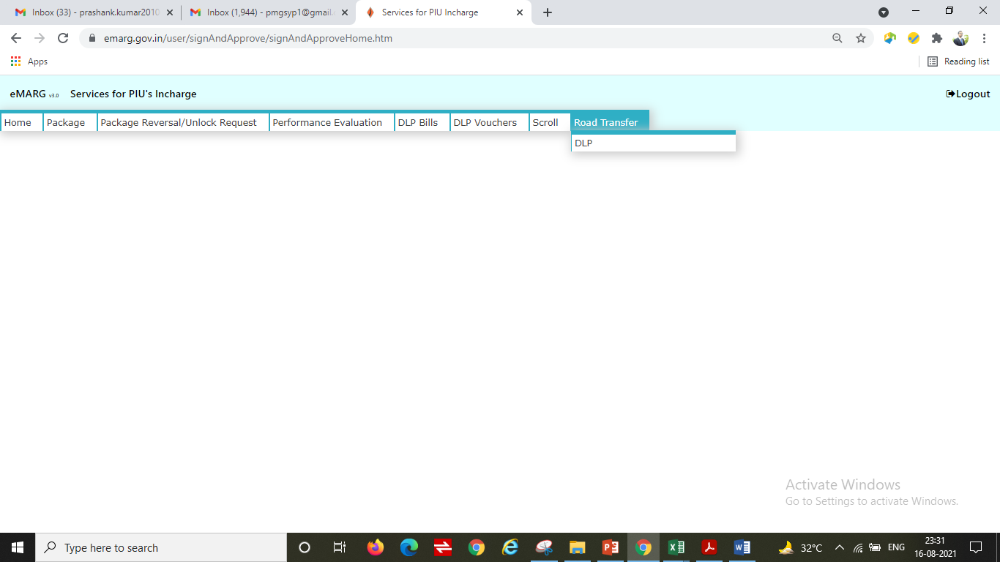 Inbox (33) - prashank.kumar2010
Inbox (1,944) - pmgsyp1@gmail.
Services for PIU Incharge
emarg.gov.in/user/signAndApprove/signAndApproveHome.htm
Apps
Reading list
eMARG v3.0 Services for PIU's Incharge
Logout
Home Package Package Reversal/Unlock Request Performance Evaluation DLP Bills DLP Vouchers Scroll Road Transfer
DLP
Activate Windows
Go to Settings to activate Windows.
Type here to search
32°C
ENG
23:31
16-08-2021